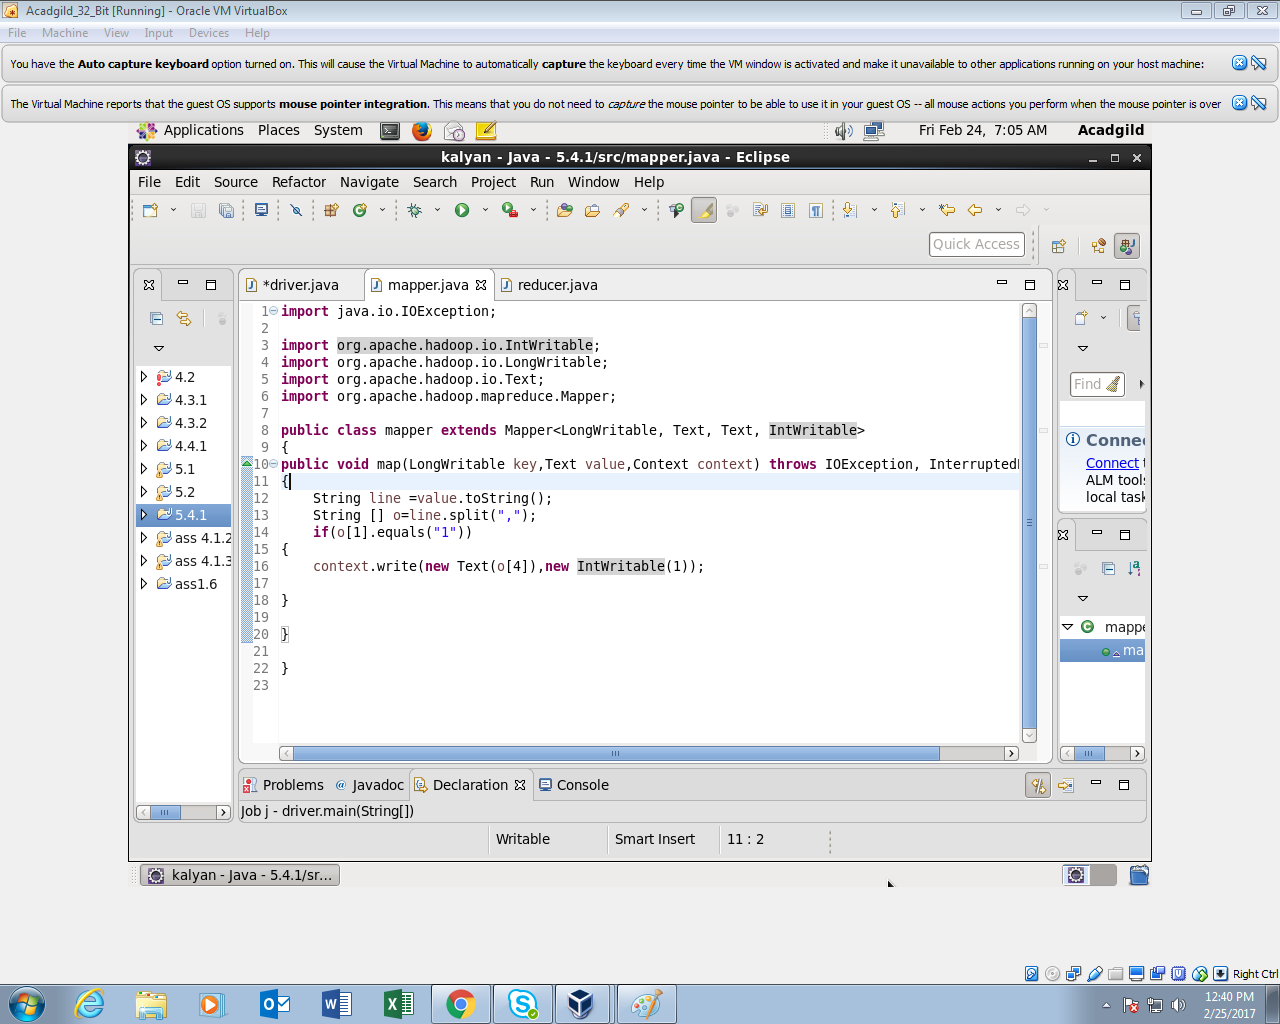 Acadgild_32_Bit [Running] - Oracle VM VirtualBox
File Machine View Input Devices Help
You have the Auto capture keyboard option turned on. This will cause the Virtual Machine to automatically capture the keyboard every time the VM window is activated and make it unavailable to other applications running on your host machine:
The Virtual Machine reports that the guest OS supports mouse pointer integration. This means that you do not need to capture the mouse pointer to be able to use it in your guest OS -- all mouse actions you perform when the mouse pointer is over
Applications Places System Fri Feb 24, 7:05 AM Acadgild
kalyan - Java - 5.4.1/src/mapper.java - Eclipse
File Edit Source Refactor Navigate Search Project Run Window Help
Quick Access
*driver.java mapper.java reducer.java
4.2
4.3.1
4.3.2
4.4.1
5.1
5.2
5.4.1
ass 4.1.2
ass 4.1.3
ass1.6
1 import java.io.IOException;
2
3 import org.apache.hadoop.io.IntWritable;
4 import org.apache.hadoop.io.LongWritable;
5 import org.apache.hadoop.io.Text;
6 import org.apache.hadoop.mapreduce.Mapper;
7
8 public class mapper extends Mapper<LongWritable, Text, Text, IntWritable>
9 {
10 public void map(LongWritable key,Text value,Context context) throws IOException, Interrupted
11 {
12 String line =value.toString();
13 String [] o=line.split(",");
14 if(o[1].equals("1"))
15 {
16 context.write(new Text(o[4]),new IntWritable(1));
17
18 }
19
20 }
21
22 }
23
Find
Connec
Connect t
ALM tools
local task
mappe
ma
Problems Javadoc Declaration Console
Job j - driver.main(String[])
Writable Smart Insert 11 : 2
kalyan - Java - 5.4.1/sr...
Right Ctrl
12:40 PM
2/25/2017